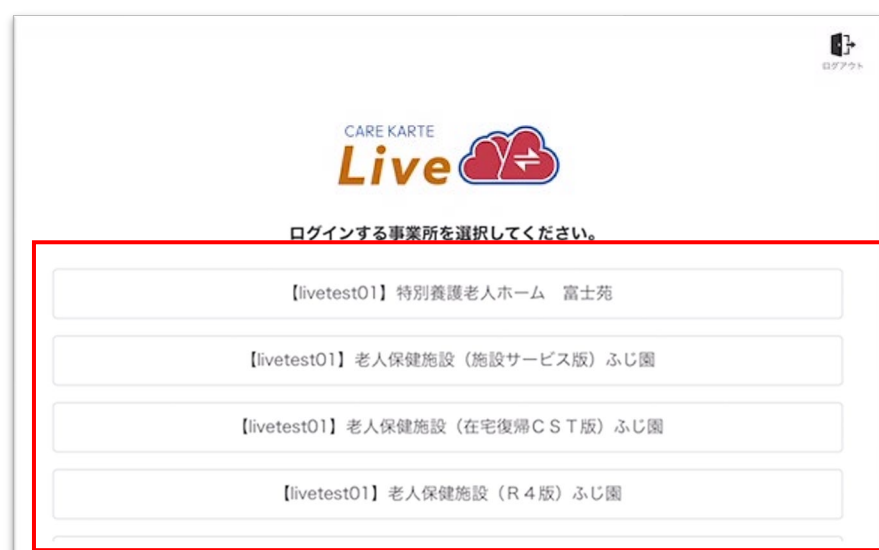 ログアウト
CARE KARTE
Live
ログインする事業所を選択してください。
【livetest01】特別養護老人ホーム　富士苑
【livetest01】老人保健施設（施設サービス版）ふじ園
【livetest01】老人保健施設（在宅復帰ＣＳＴ版）ふじ園
【livetest01】老人保健施設（Ｒ４版）ふじ園